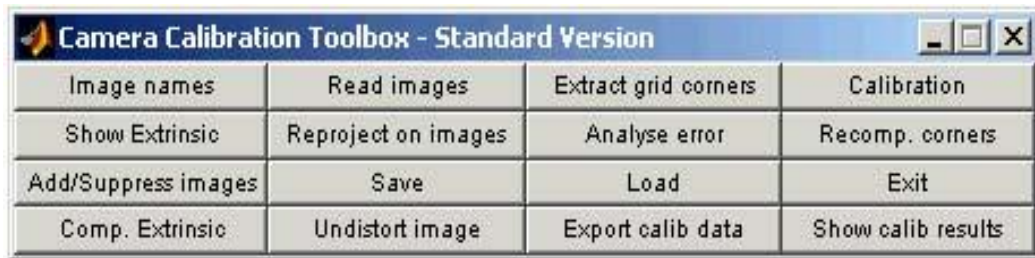 Camera Calibration Toolbox - Standard Version
Image names Read images Extract grid corners Calibration
Show Extrinsic Reproject on images Analyse error Recomp. corners
Add/Suppress images Save Load Exit
Comp. Extrinsic Undistort image Export calib data Show calib results